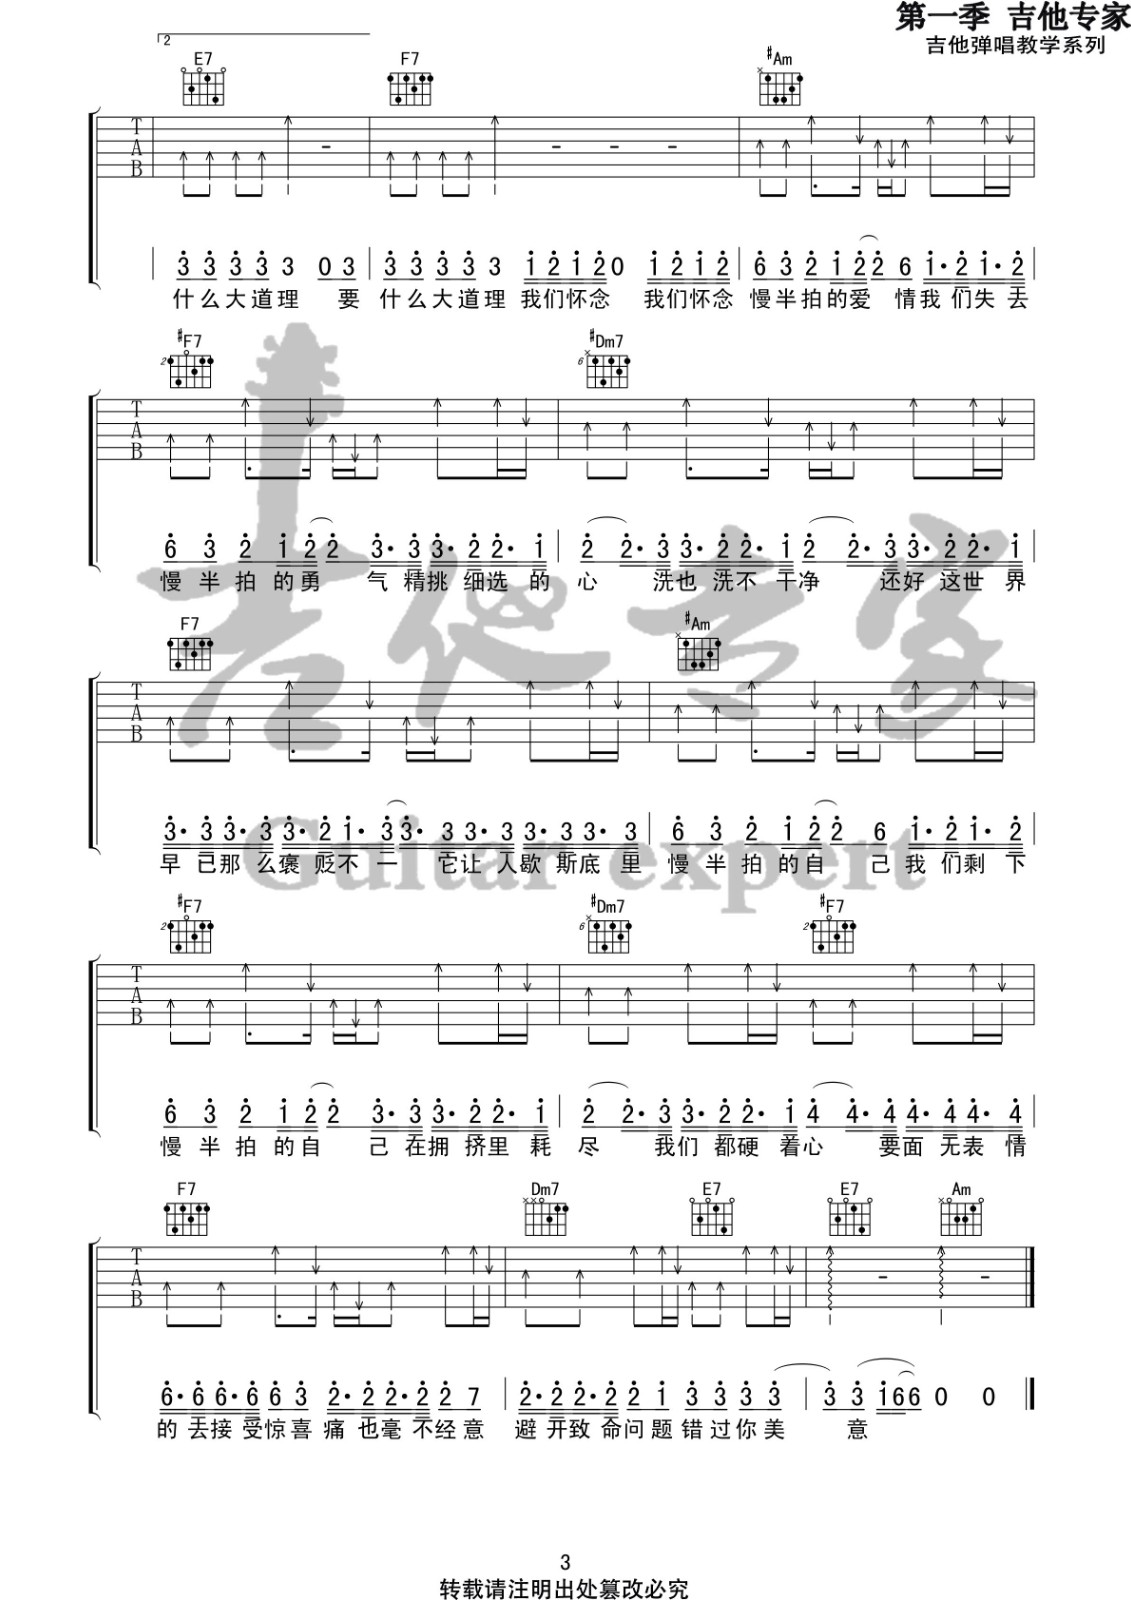 第一季 吉他专家
吉他弹唱教学系列
2
E7 F7 #Am
T
A
B
3 3 3 3 3 0 3 3 3 3 3 3 1 2 1 2 0 1 2 1 2 6 3 2 1 2 2 6 1· 2 1· 2
什么大道理 要 什么大道理 我们怀念 我们怀念 慢半拍的爱 情我们失去
#F7 #Dm7
2 6
T
A
B
6 3 2 1 2 2 3· 3 3· 2 2· 1 2 2· 3 3· 2 2· 1 2 2· 3 3· 2 2· 1
慢半拍的勇 气精挑细选的心 洗也洗不干净 还好这世界
F7 #Am
T
A
B
3· 3 3· 3 3· 2 1· 3 3· 3 3· 3 3· 3 3· 3 6 3 2 1 2 2 6 1· 2 1· 2
早已那么褒贬不一 它让人歇斯底里 慢半拍的自 己我们剩下
#F7 #Dm7 #F7
2 6 2
T
A
B
6 3 2 1 2 2 3· 3 3· 2 2· 1 2 2· 3 3· 2 2· 1 4 4· 4 4· 4 4· 4
慢半拍的自 己在拥挤里耗尽 我们都硬着心 要面无表情
F7 Dm7 E7 E7 Am
T
A
B
6· 6 6· 6 6 3 2· 2 2· 2 2 7 2· 2 2· 2 2 1 3 3 3 3 3 3 1 6 6 0 0
的去接受惊喜痛也毫不经意 避开致命问题错过你美 意
吉他专家
Guitar expert
3
转载请注明出处篡改必究